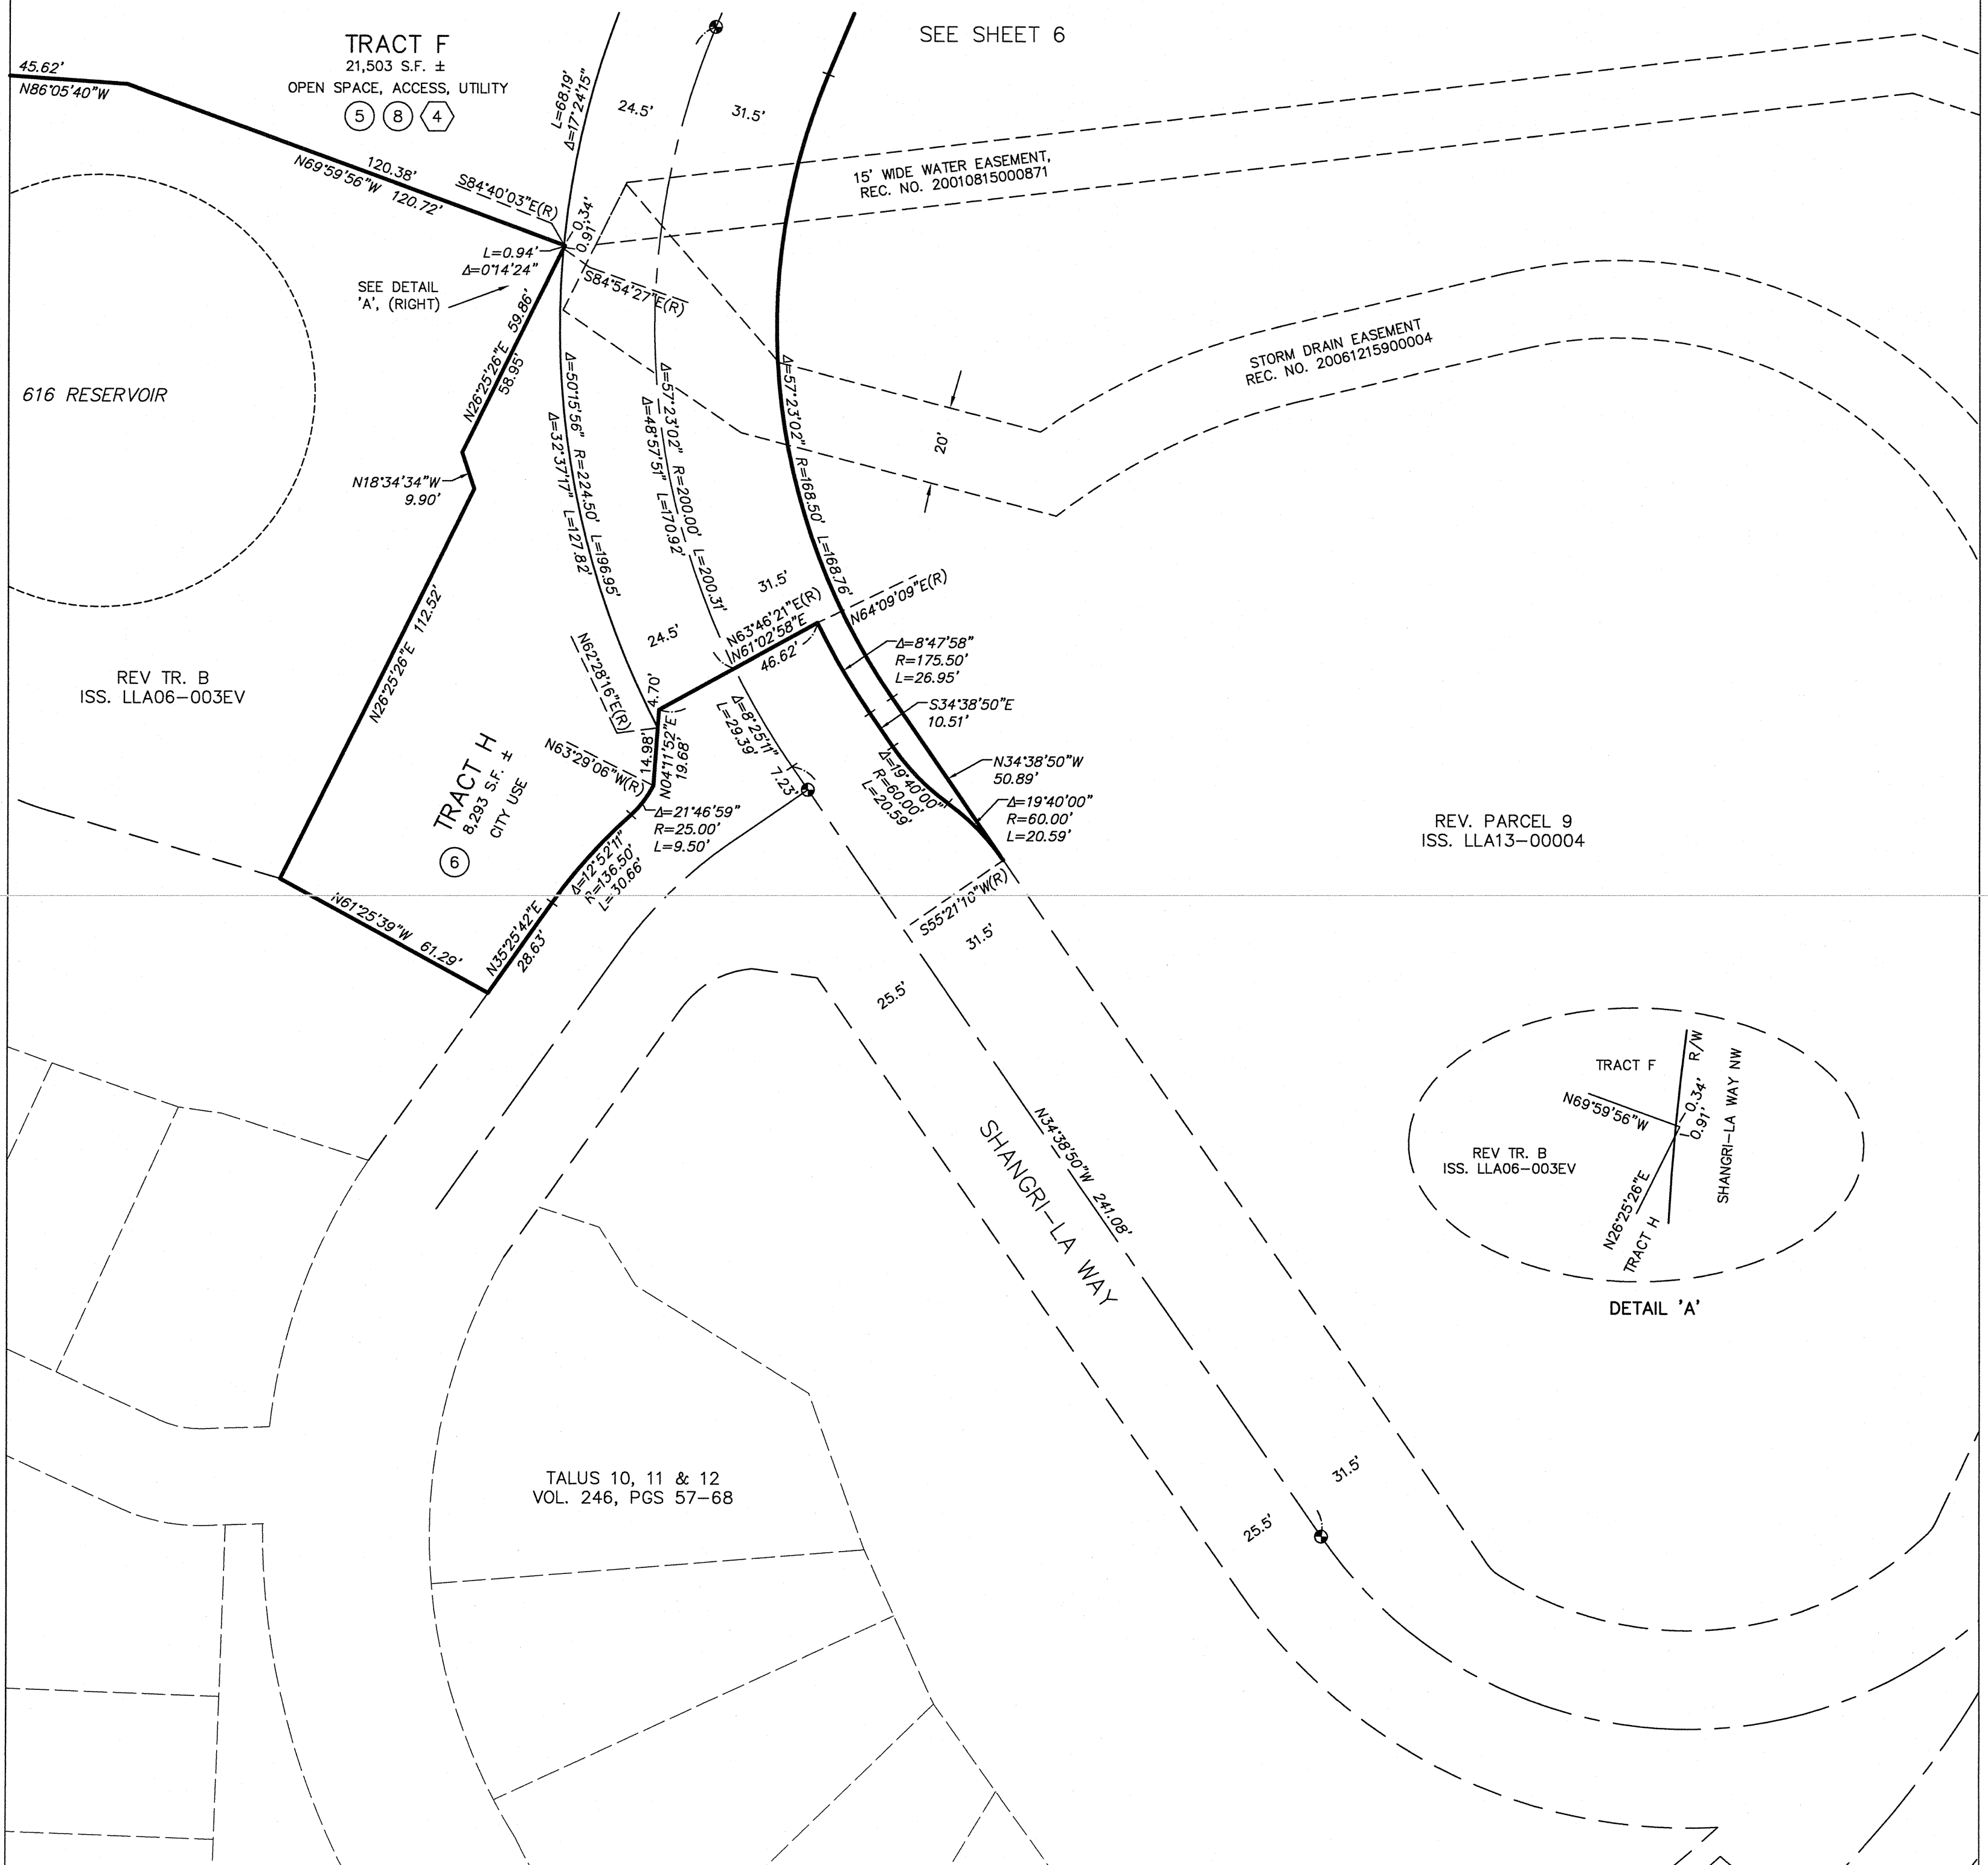 SEE SHEET 6
TRACT F
21,503 S.F. ±
OPEN SPACE, ACCESS, UTILITY
5 8 4
45.62'
N86°05'40"W
L=68.19'
Δ=17°24'15"
24.5'
31.5'
120.38'
N69°59'56"W 120.72'
S84°40'03"E(R)
0.34'
0.91'
L=0.94'
Δ=0°14'24"
S84°54'27"E(R)
SEE DETAIL
'A', (RIGHT)
15' WIDE WATER EASEMENT,
REC. NO. 20010815000871
STORM DRAIN EASEMENT
REC. NO. 20061215900004
20'
616 RESERVOIR
N26°25'26"E 59.86'
58.95'
N18°34'34"W
9.90'
N26°25'26"E 112.52'
Δ=50°15'56" R=224.50' L=196.95'
Δ=32°37'17" L=127.82'
Δ=57°23'02" R=200.00' L=200.31'
Δ=48°57'51" L=170.92'
Δ=57°23'02" R=168.50' L=168.76'
31.5'
24.5'
N63°46'21"E(R)
N61°02'58"E
46.62'
N64°09'09"E(R)
N62°28'16"E(R)
4.70'
14.98'
N04°11'52"E
19.68'
N63°29'06"W(R)
Δ=8°25'11"
L=29.39'
7.23'
Δ=8°47'58"
R=175.50'
L=26.95'
S34°38'50"E
10.51'
Δ=19°40'00"
R=60.00'
L=20.59'
N34°38'50"W
50.89'
Δ=19°40'00"
R=60.00'
L=20.59'
REV TR. B
ISS. LLA06-003EV
TRACT H
8,293 S.F. ±
CITY USE
6
Δ=21°46'59"
R=25.00'
L=9.50'
Δ=12°52'11"
R=136.50'
L=30.66'
N35°25'42"E
28.63'
N61°25'39"W 61.29'
S55°21'10"W(R)
31.5'
25.5'
REV. PARCEL 9
ISS. LLA13-00004
N34°38'50"W 241.08'
SHANGRI-LA WAY
31.5'
25.5'
TRACT F
R/W
N69°59'56"W
0.34'
0.91'
SHANGRI-LA WAY NW
REV TR. B
ISS. LLA06-003EV
N26°25'26"E
TRACT H
DETAIL 'A'
TALUS 10, 11 & 12
VOL. 246, PGS 57-68